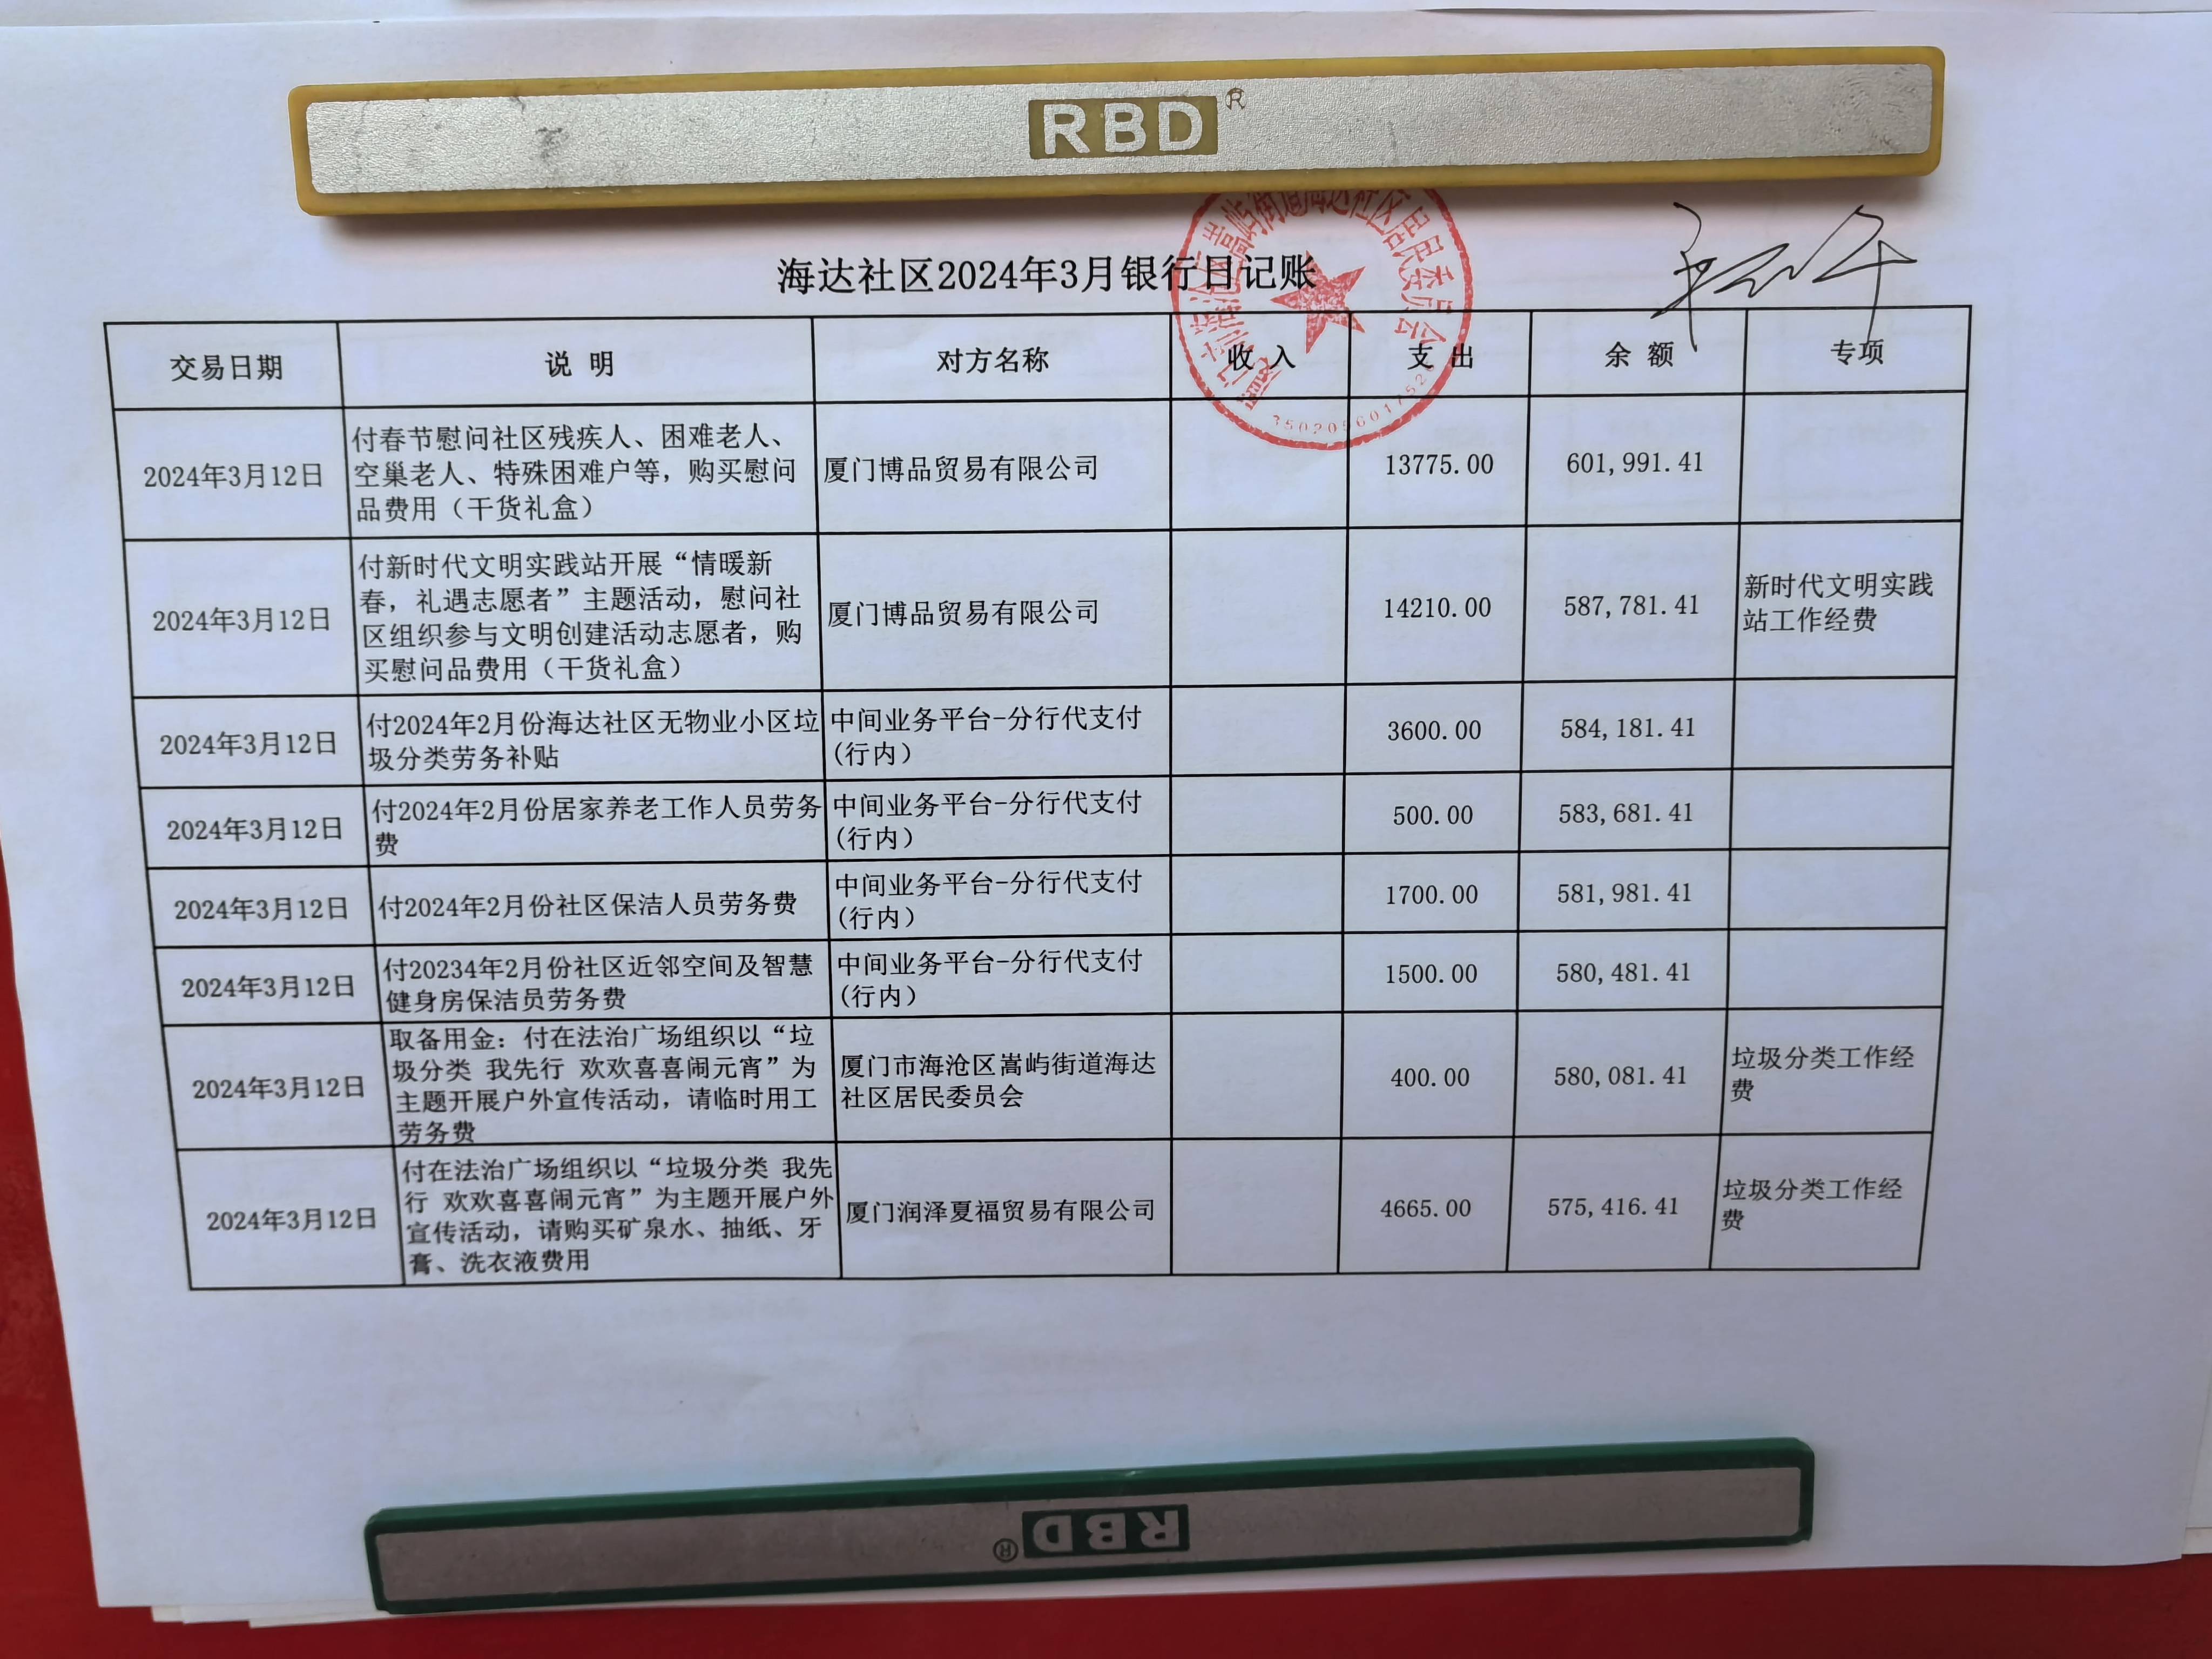 RBD®
海达社区2024年3月银行日记账
交易日期 说 明 对方名称 收 入 支 出 余 额 专项
2024年3月12日
付春节慰问社区残疾人、困难老人、
空巢老人、特殊困难户等，购买慰问
品费用（干货礼盒）
厦门博品贸易有限公司
13775.00
601,991.41
2024年3月12日
付新时代文明实践站开展“情暖新
春，礼遇志愿者”主题活动，慰问社
区组织参与文明创建活动志愿者，购
买慰问品费用（干货礼盒）
厦门博品贸易有限公司
14210.00
587,781.41
新时代文明实践
站工作经费
2024年3月12日
付2024年2月份海达社区无物业小区垃
圾分类劳务补贴
中间业务平台-分行代支付
(行内）
3600.00
584,181.41
2024年3月12日
付2024年2月份居家养老工作人员劳务
费
中间业务平台-分行代支付
(行内）
500.00
583,681.41
2024年3月12日
付2024年2月份社区保洁人员劳务费
中间业务平台-分行代支付
(行内）
1700.00
581,981.41
2024年3月12日
付20234年2月份社区近邻空间及智慧
健身房保洁员劳务费
中间业务平台-分行代支付
(行内）
1500.00
580,481.41
2024年3月12日
取备用金：付在法治广场组织以“垃
圾分类 我先行 欢欢喜喜闹元宵”为
主题开展户外宣传活动，请临时用工
劳务费
厦门市海沧区嵩屿街道海达
社区居民委员会
400.00
580,081.41
垃圾分类工作经
费
2024年3月12日
付在法治广场组织以“垃圾分类 我先
行 欢欢喜喜闹元宵”为主题开展户外
宣传活动，请购买矿泉水、抽纸、牙
膏、洗衣液费用
厦门润泽夏福贸易有限公司
4665.00
575,416.41
垃圾分类工作经
费
厦门市海沧区嵩屿街道海达社区居民委员会
RBD®